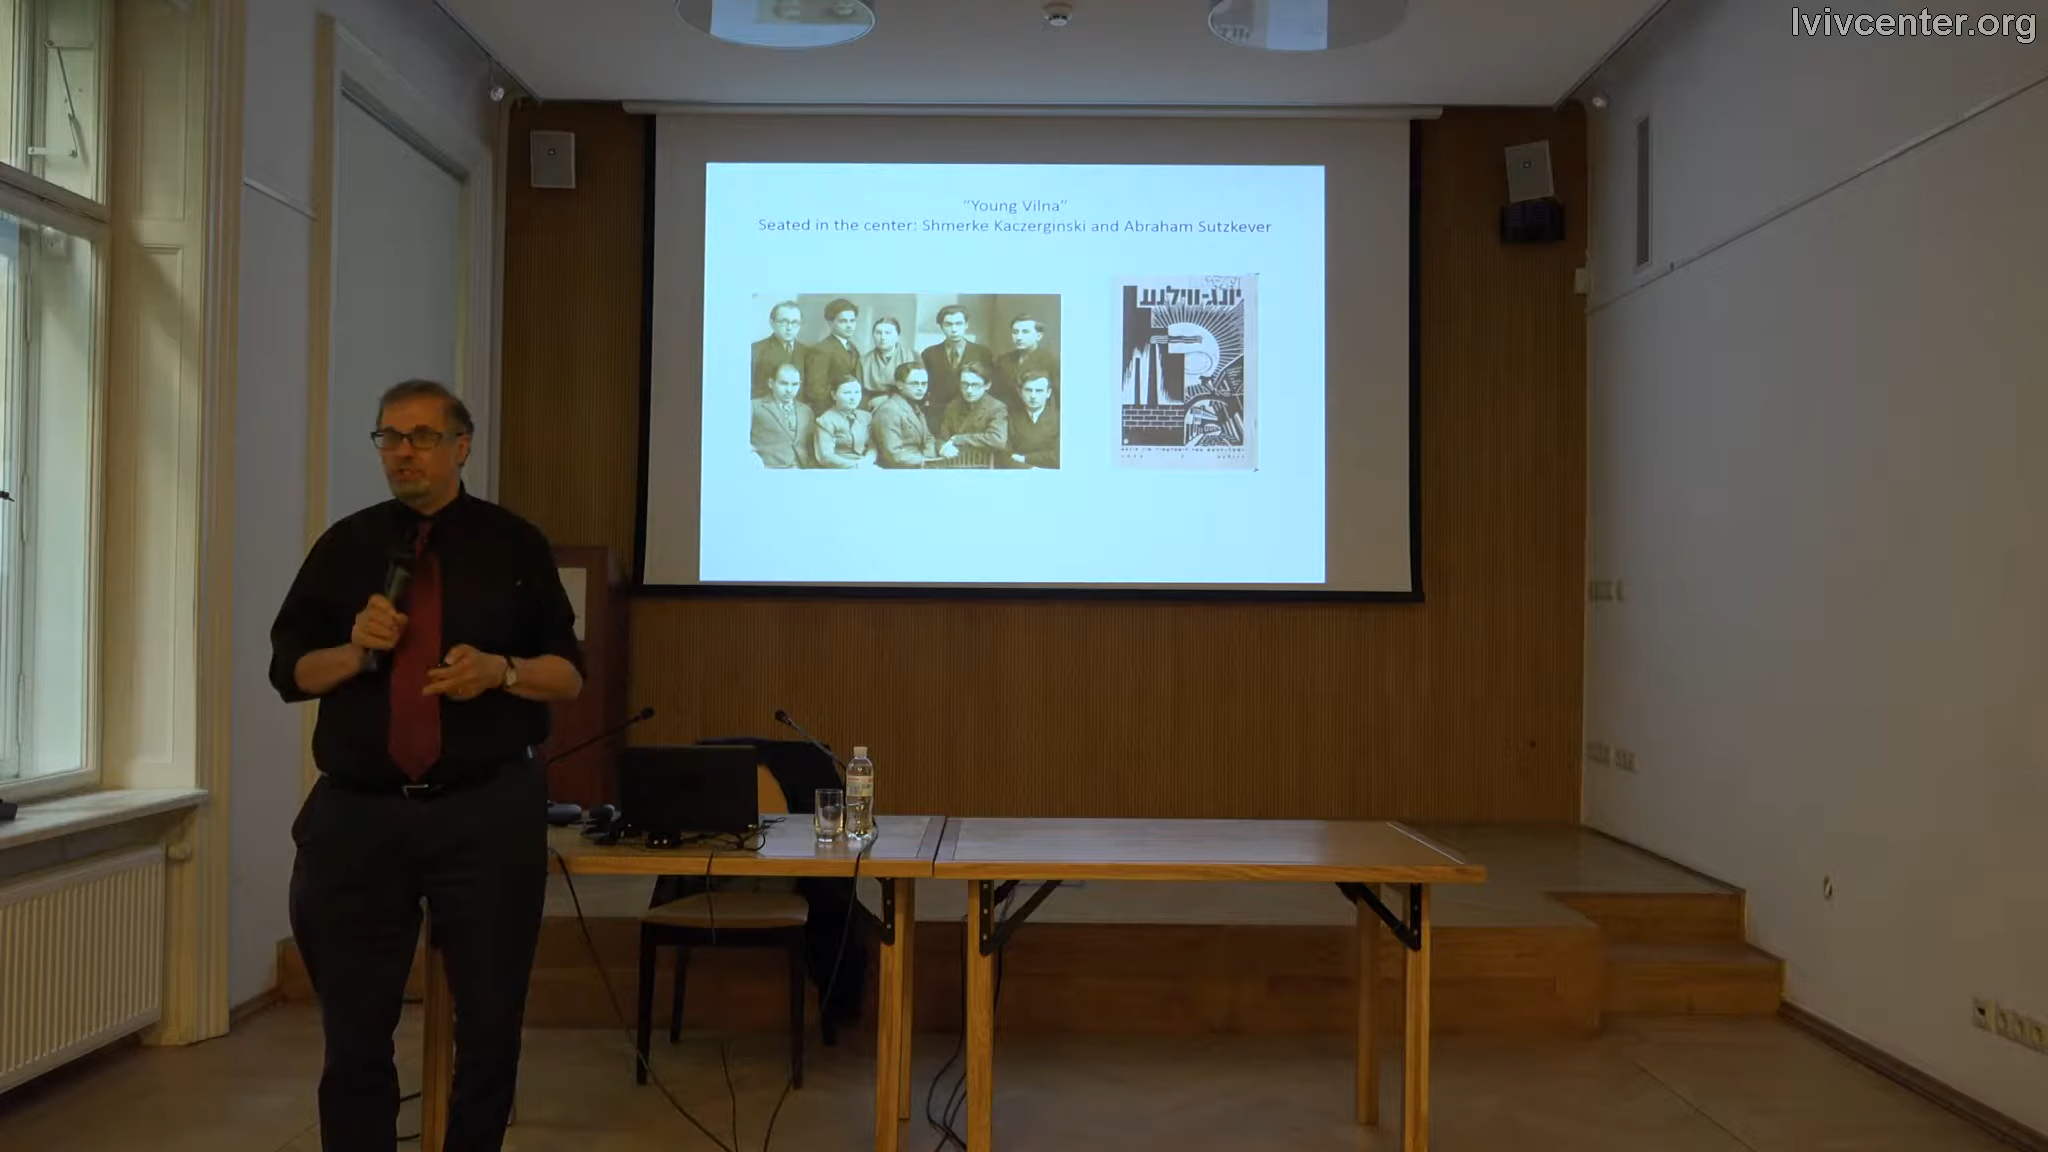 lvivcenter.org
"Young Vilna"
Seated in the center: Shmerke Kaczerginski and Abraham Sutzkever
יונג-ווילנע